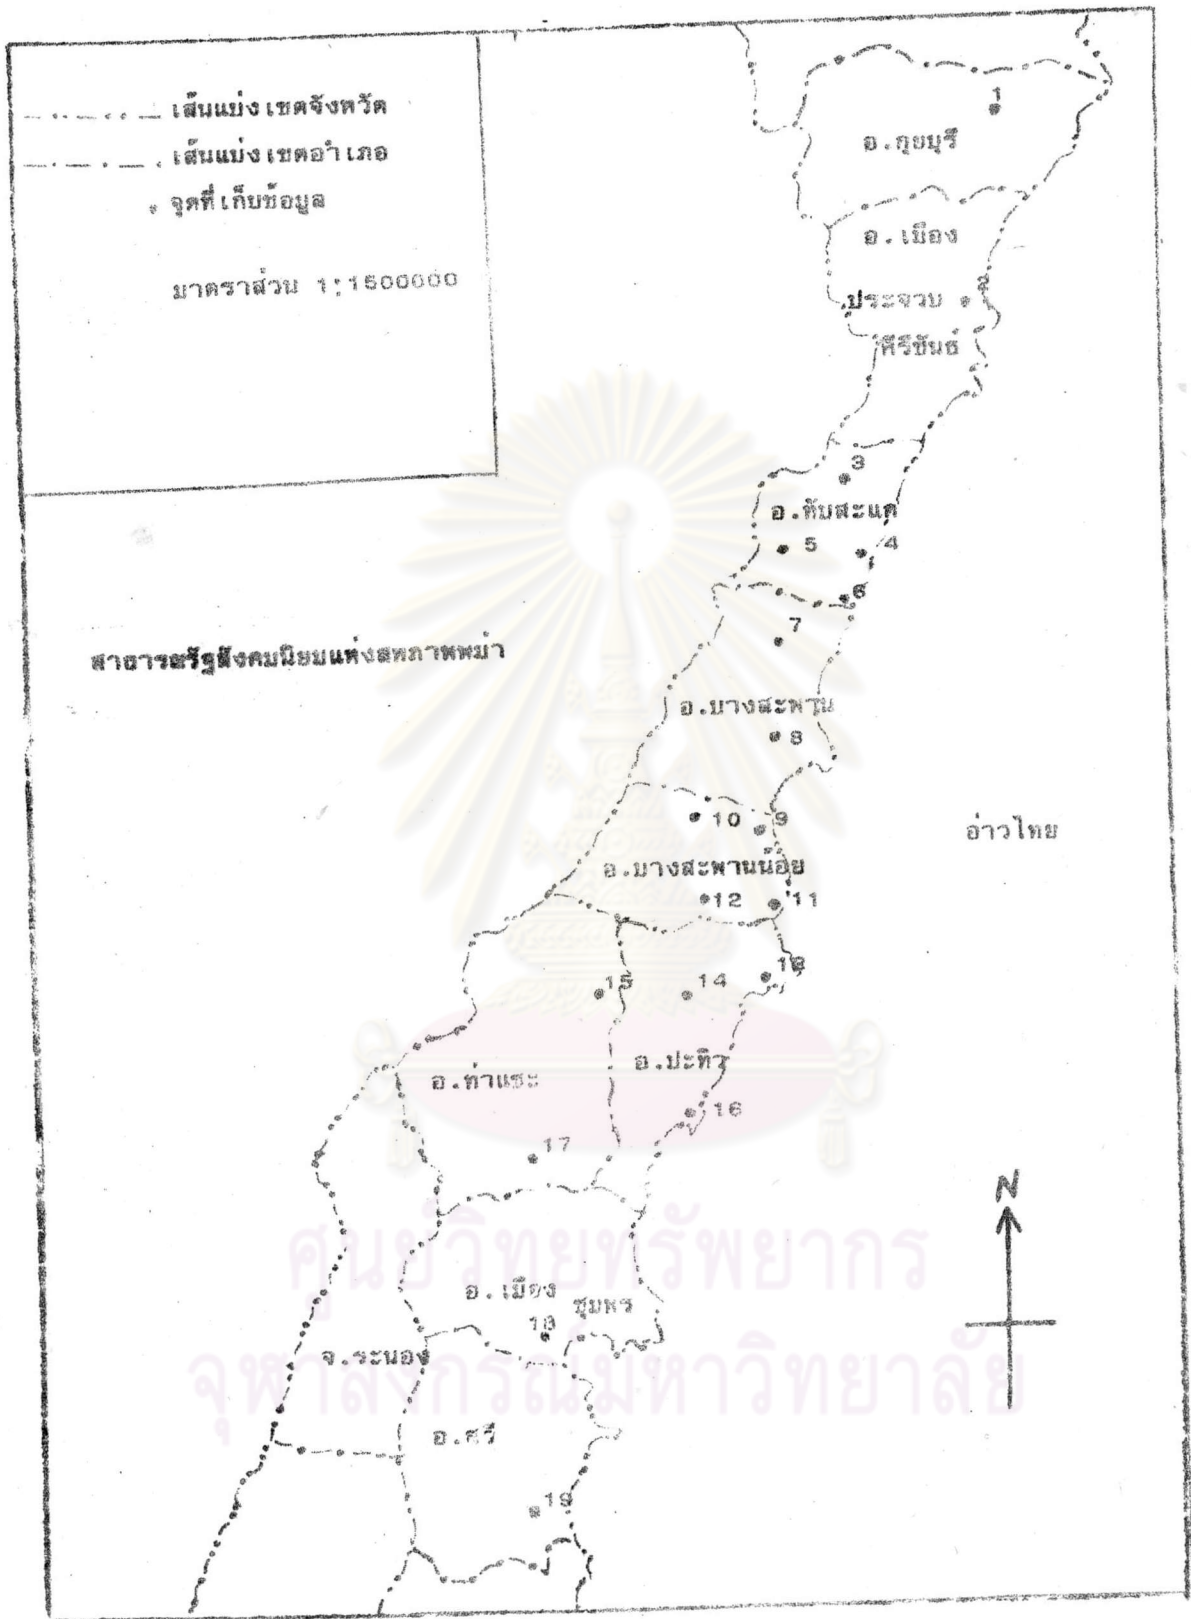 เส้นแบ่งเขตจังหวัด
เส้นแบ่งเขตอำเภอ
จุดที่เก็บข้อมูล
มาตราส่วน 1:1500000
1
อ.กุยบุรี
อ.เมือง
2
ประจวบ
คีรีขันธ์
3
อ.ทับสะแก
5 4
6
7
สาธารณรัฐสังคมนิยมแห่งสหภาพพม่า
อ.บางสะพาน
8
10 9
อ่าวไทย
อ.บางสะพานน้อย
12 11
13
15 14
อ.ปะทิว
อ.ท่าแซะ
16
17
N
ศูนย์วิทยทรัพยากร
อ.เมือง ชุมพร
18
จ.ระนอง
จุฬาลงกรณ์มหาวิทยาลัย
อ.สวี
19